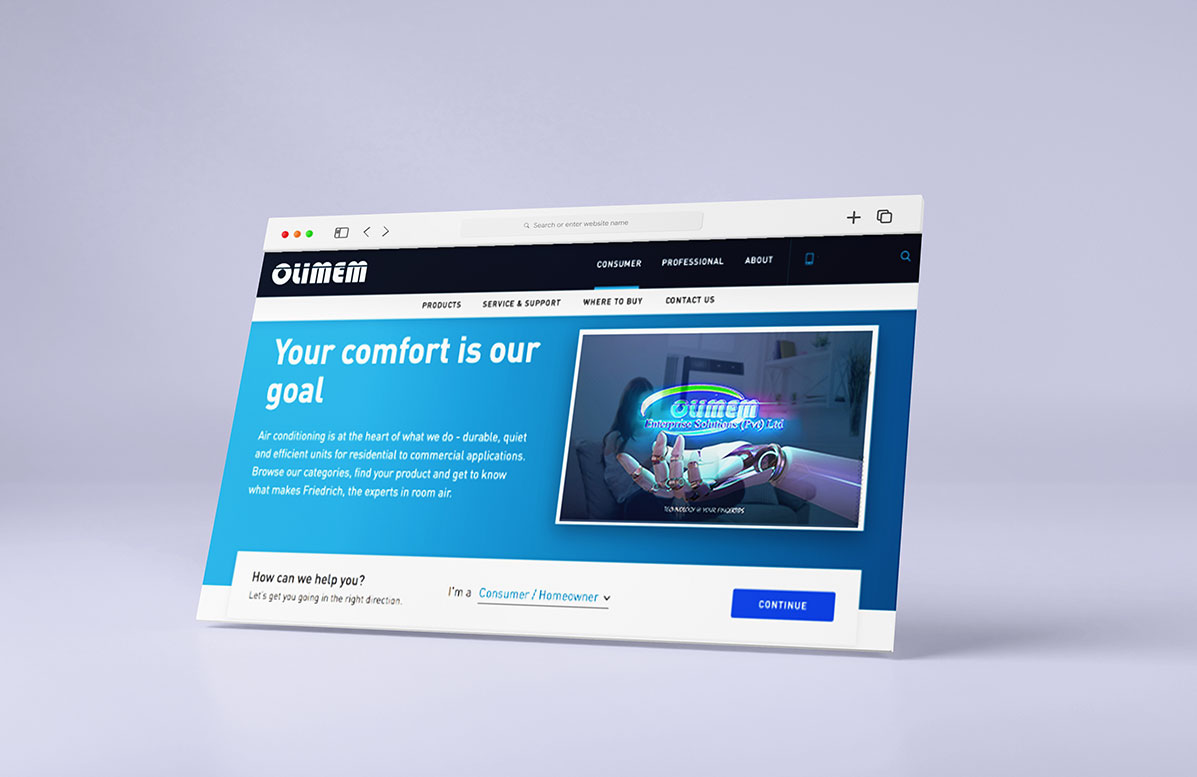 Search or enter website name
OLIMEM
CONSUMER
PROFESSIONAL
ABOUT
PRODUCTS
SERVICE & SUPPORT
WHERE TO BUY
CONTACT US
Your comfort is our
goal
Air conditioning is at the heart of what we do - durable, quiet
and efficient units for residential to commercial applications.
Browse our categories, find your product and get to know
what makes Friedrich, the experts in room air.
OLIMEM
Enterprise Solutions (Pvt) Ltd
TECHNOLOGY @ YOUR FINGERTIPS
How can we help you?
Let's get you going in the right direction.
I'm a Consumer / Homeowner
CONTINUE